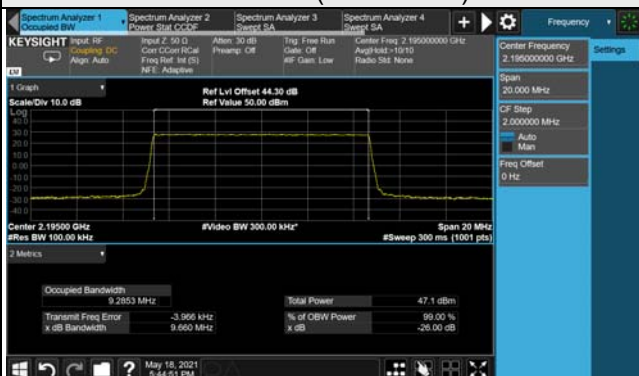 Spectrum Analyzer 1
Occupied BW
Spectrum Analyzer 2
Power Stat CCDF
Spectrum Analyzer 3
Swept SA
Spectrum Analyzer 4
Swept SA
Frequency
KEYSIGHT
Input: RF
Coupling: DC
Align: Auto
Input Z: 50 Ω
Corr CCorr RCal
Freq Ref: Int (S)
NFE: Adaptive
Atten: 30 dB
Preamp: Off
Trig: Free Run
Gate: Off
#IF Gain: Low
Center Freq: 2.195000000 GHz
Avg|Hold:>10/10
Radio Std: None
LXI
Center Frequency
2.195000000 GHz
Settings
Span
20.000 MHz
CF Step
2.000000 MHz
Auto
Man
Freq Offset
0 Hz
1 Graph
Scale/Div 10.0 dB
Ref Lvl Offset 44.30 dB
Ref Value 50.00 dBm
Log
40.0
30.0
20.0
10.0
0.00
-10.0
-20.0
-30.0
-40.0
Center 2.19500 GHz
#Res BW 100.00 kHz
#Video BW 300.00 kHz*
Span 20 MHz
#Sweep 300 ms (1001 pts)
2 Metrics
Occupied Bandwidth
9.2853 MHz
Total Power
47.1 dBm
Transmit Freq Error
-3.966 kHz
% of OBW Power
99.00 %
x dB Bandwidth
9.660 MHz
x dB
-26.00 dB
May 18, 2021
5:44:51 PM